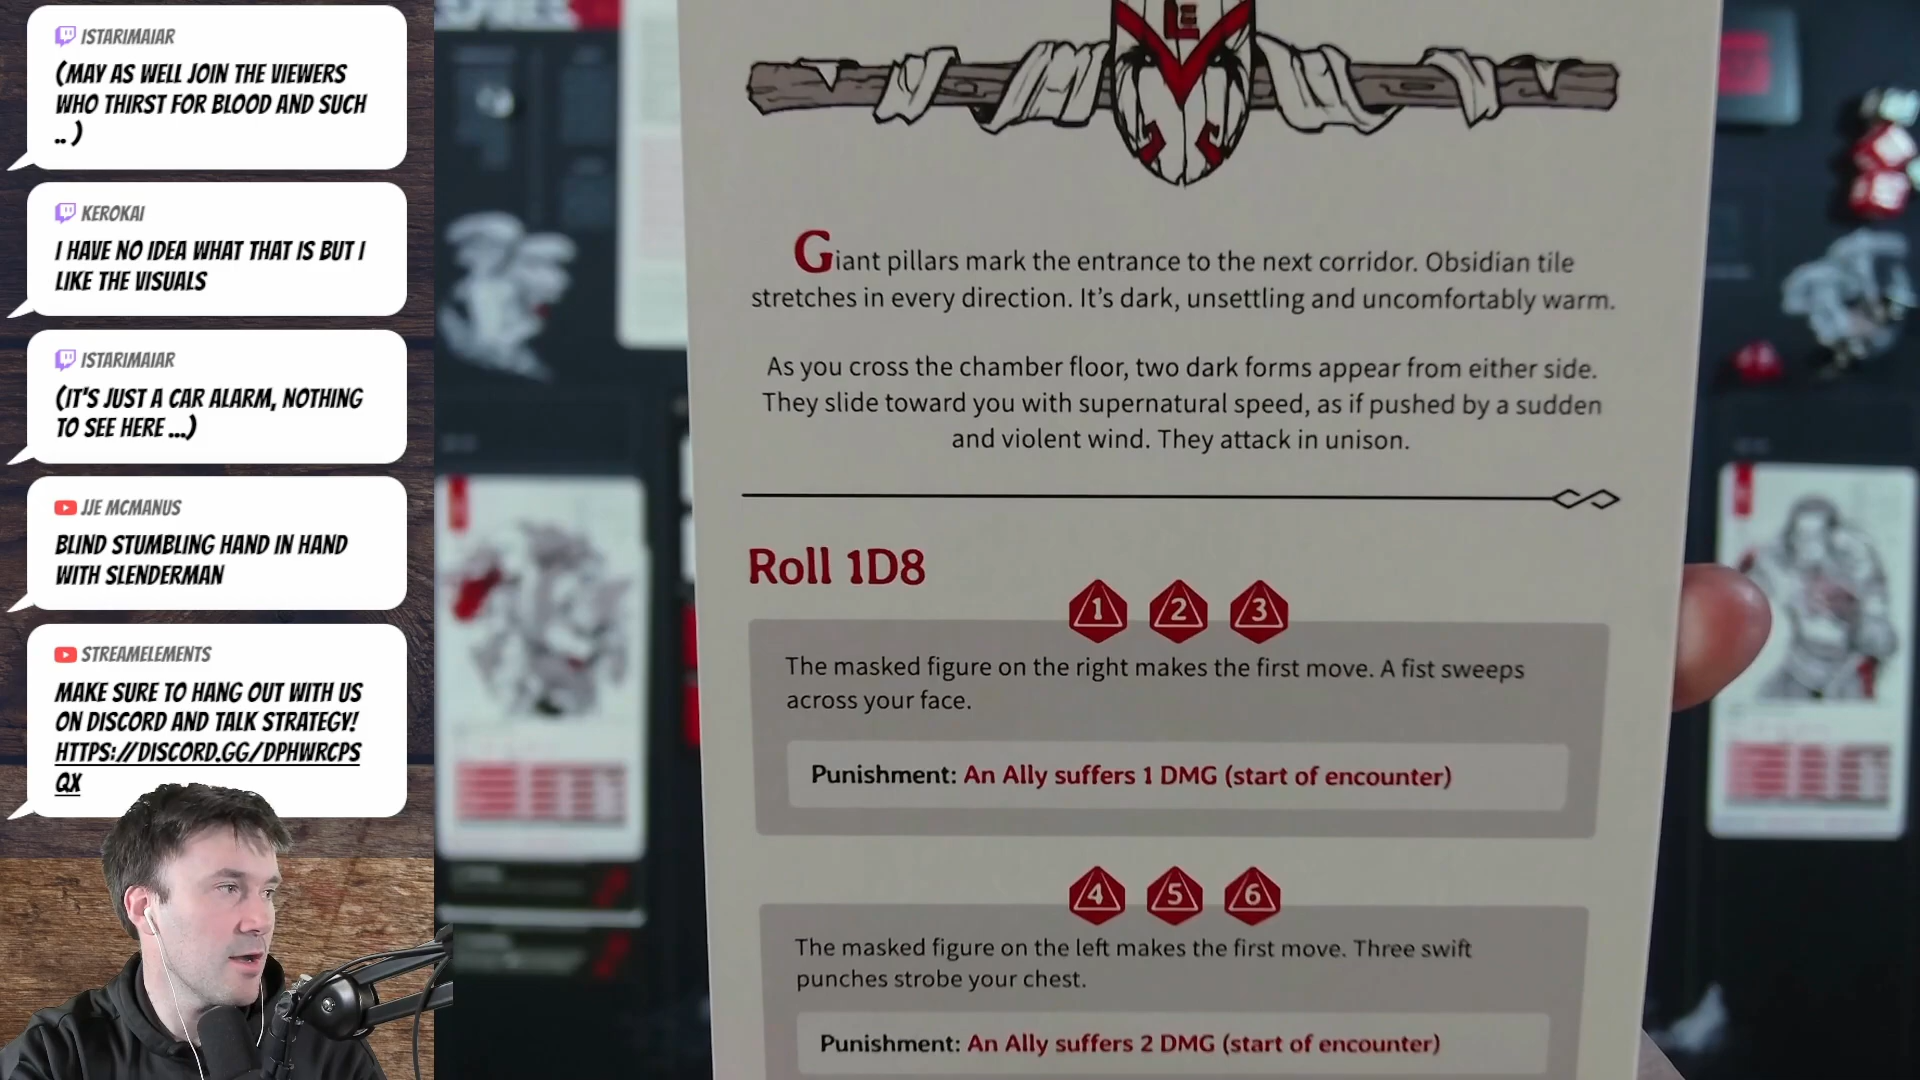 ISTARIMAIAR
(MAY AS WELL JOIN THE VIEWERS
WHO THIRST FOR BLOOD AND SUCH
.. )
KEROKAI
I HAVE NO IDEA WHAT THAT IS BUT I
LIKE THE VISUALS
ISTARIMAIAR
(IT'S JUST A CAR ALARM, NOTHING
TO SEE HERE ...)
JJE MCMANUS
BLIND STUMBLING HAND IN HAND
WITH SLENDERMAN
STREAMELEMENTS
MAKE SURE TO HANG OUT WITH US
ON DISCORD AND TALK STRATEGY!
HTTPS://DISCORD.GG/DPHWRCPS
QX
LE
Giant pillars mark the entrance to the next corridor. Obsidian tile
stretches in every direction. It's dark, unsettling and uncomfortably warm.
As you cross the chamber floor, two dark forms appear from either side.
They slide toward you with supernatural speed, as if pushed by a sudden
and violent wind. They attack in unison.
Roll 1D8
1 2 3
The masked figure on the right makes the first move. A fist sweeps
across your face.
Punishment: An Ally suffers 1 DMG (start of encounter)
4 5 6
The masked figure on the left makes the first move. Three swift
punches strobe your chest.
Punishment: An Ally suffers 2 DMG (start of encounter)